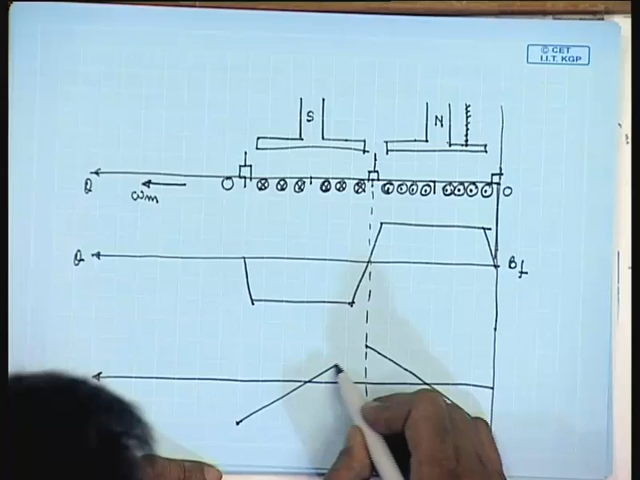 © CET
I.I.T. KGP
S
N
θ
ωm
θ
Bf